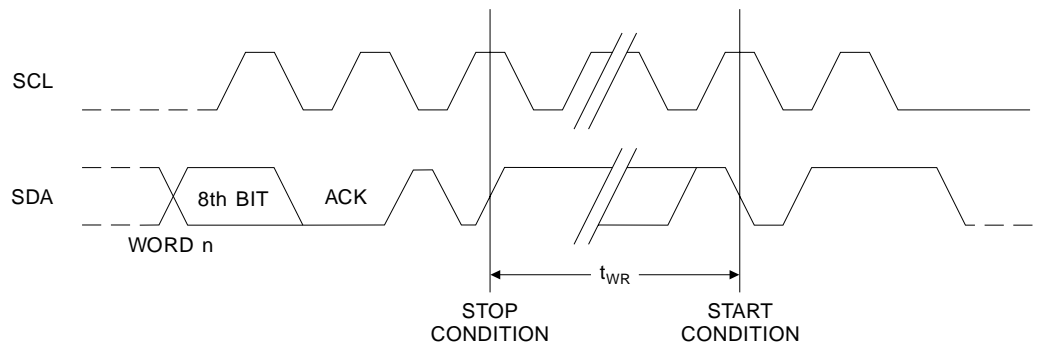 SCL
SDA
8th BIT
ACK
WORD n
tWR
STOP
CONDITION
START
CONDITION